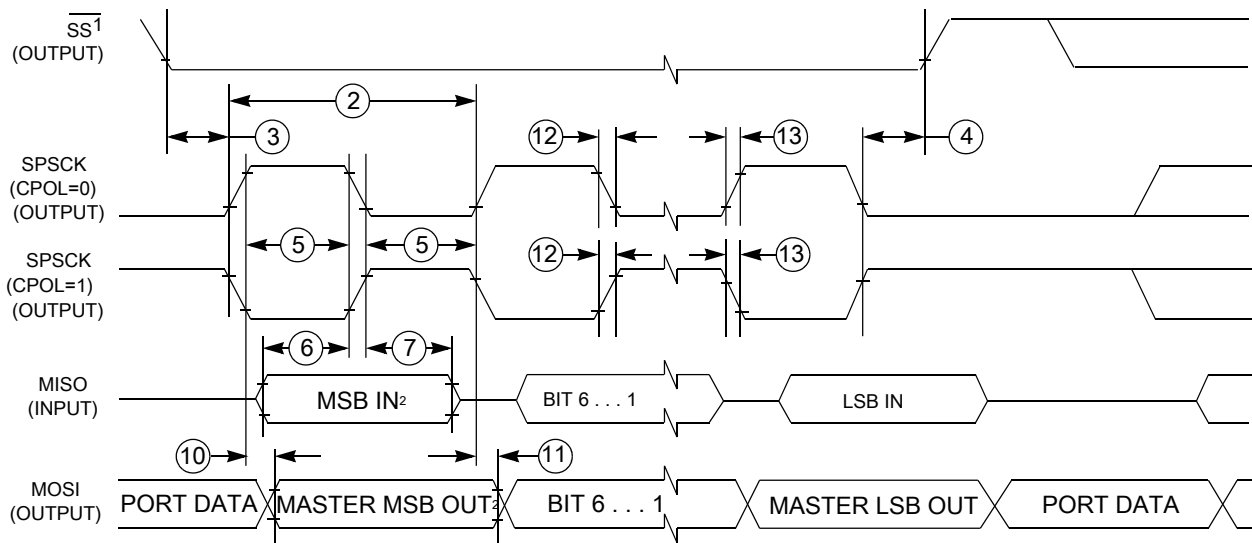 SS1
(OUTPUT)
2
3
12
13
4
SPSCK
(CPOL=0)
(OUTPUT)
5
5
SPSCK
(CPOL=1)
(OUTPUT)
12
13
6
7
MISO
(INPUT)
MSB IN2
BIT 6 . . . 1
LSB IN
10
11
MOSI
(OUTPUT)
PORT DATA
MASTER MSB OUT2
BIT 6 . . . 1
MASTER LSB OUT
PORT DATA